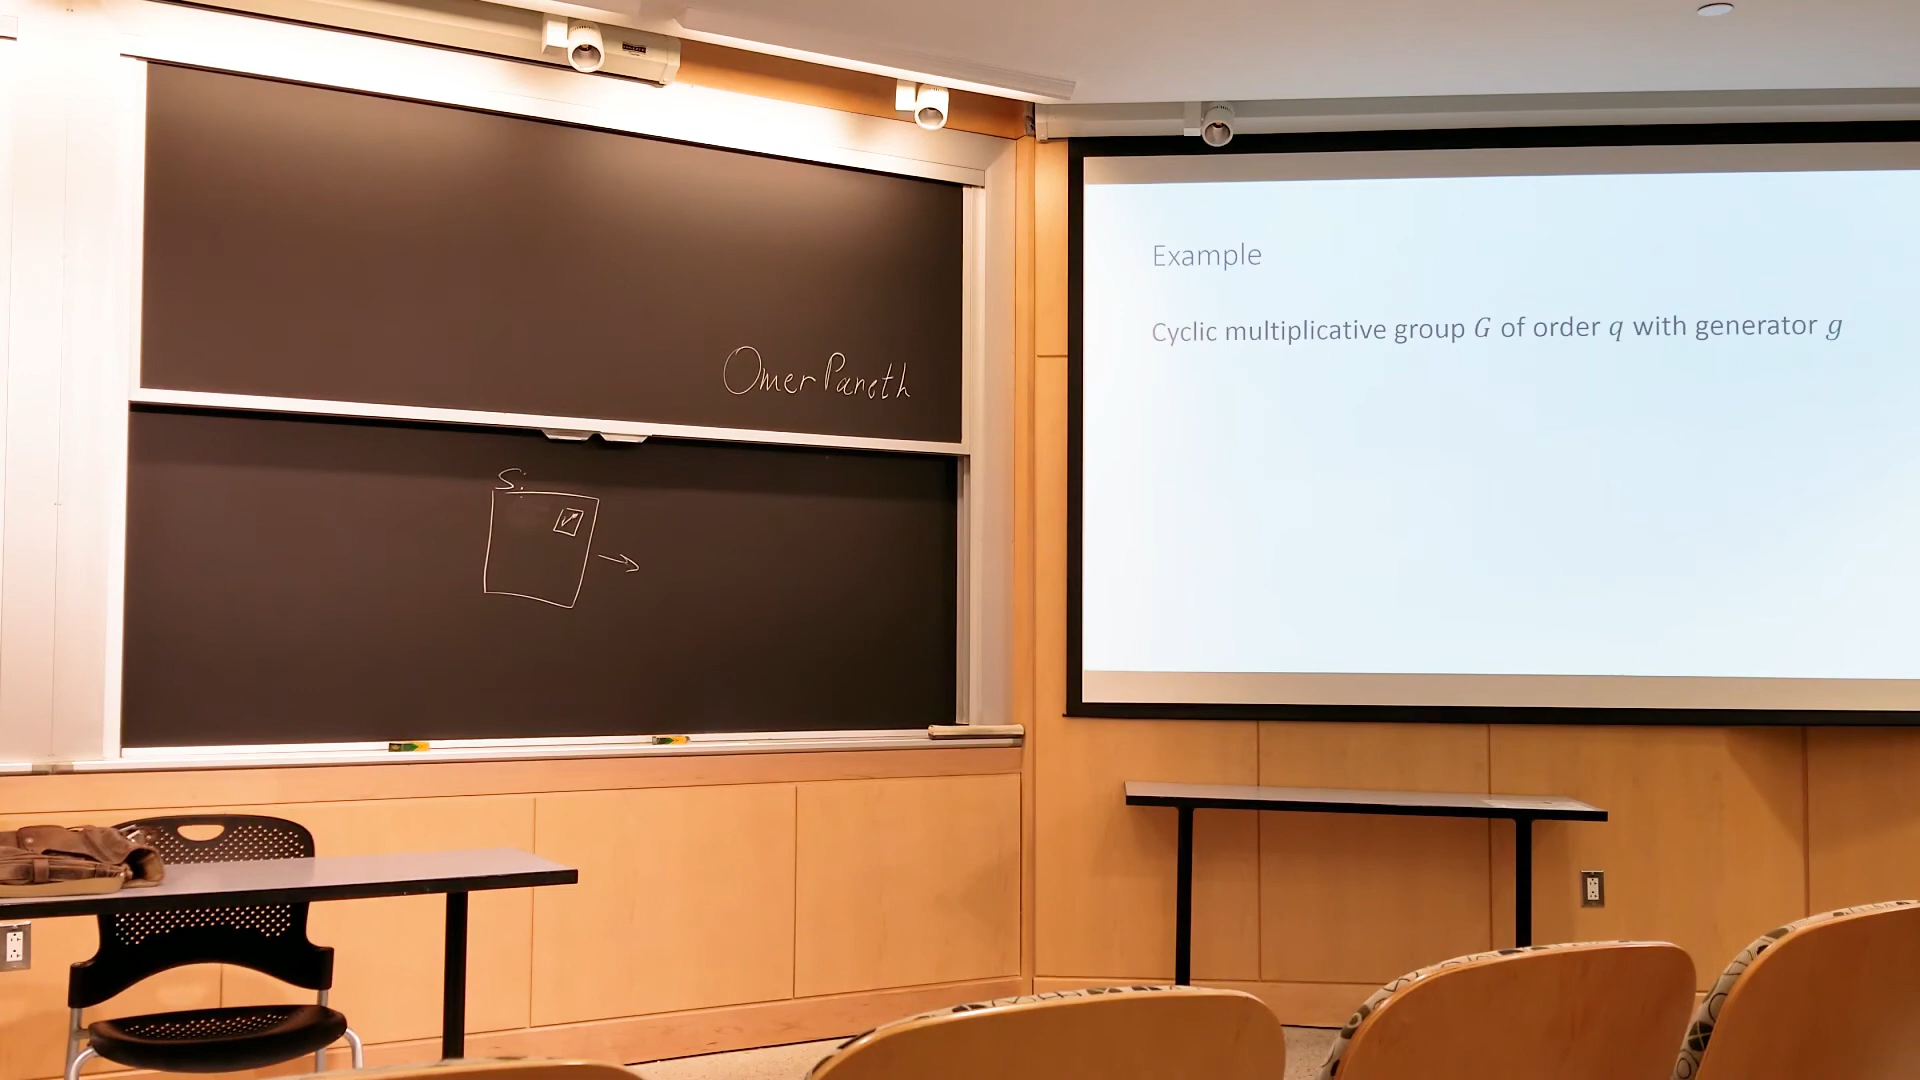 Omer Paneth
S:
Example
Cyclic multiplicative group G of order q with generator g